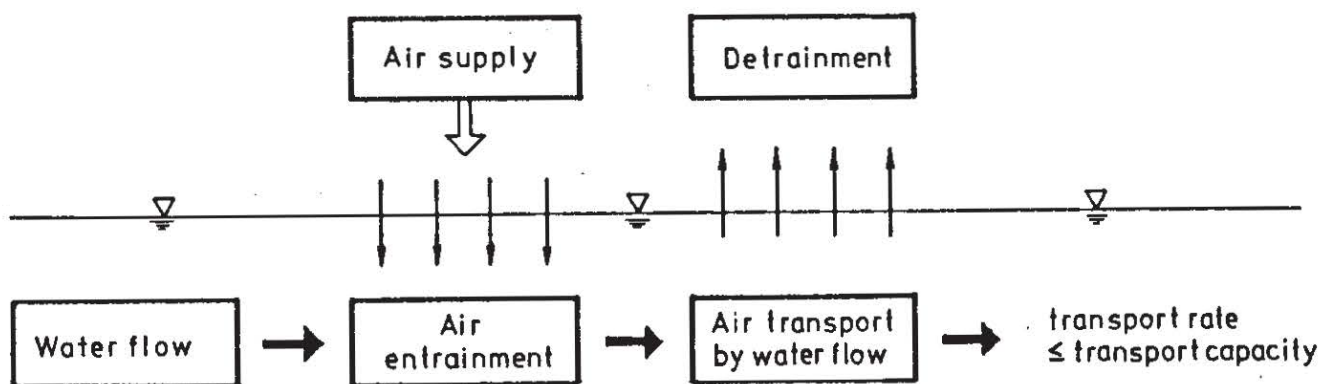 Air supply
Detrainment
Water flow
Air
entrainment
Air transport
by water flow
transport rate
≤ transport capacity